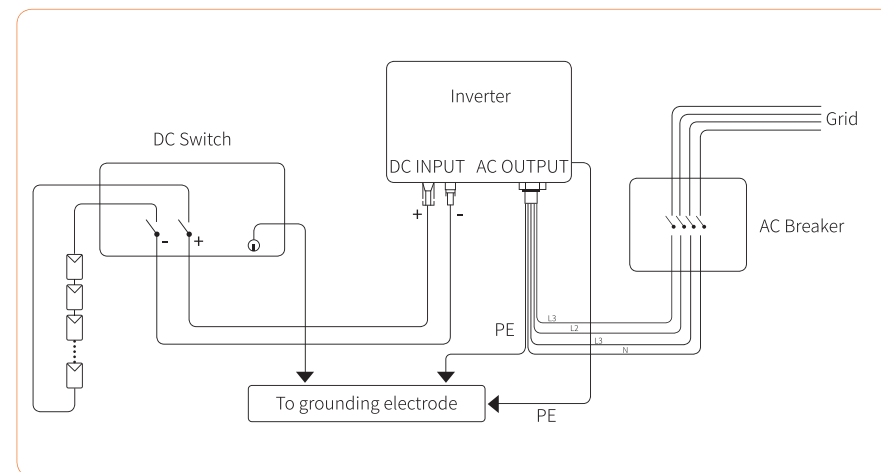 Inverter
Grid
DC Switch
DC INPUT AC OUTPUT
+ -
AC Breaker
- +
L3
L2
PE
L3
N
To grounding electrode
PE